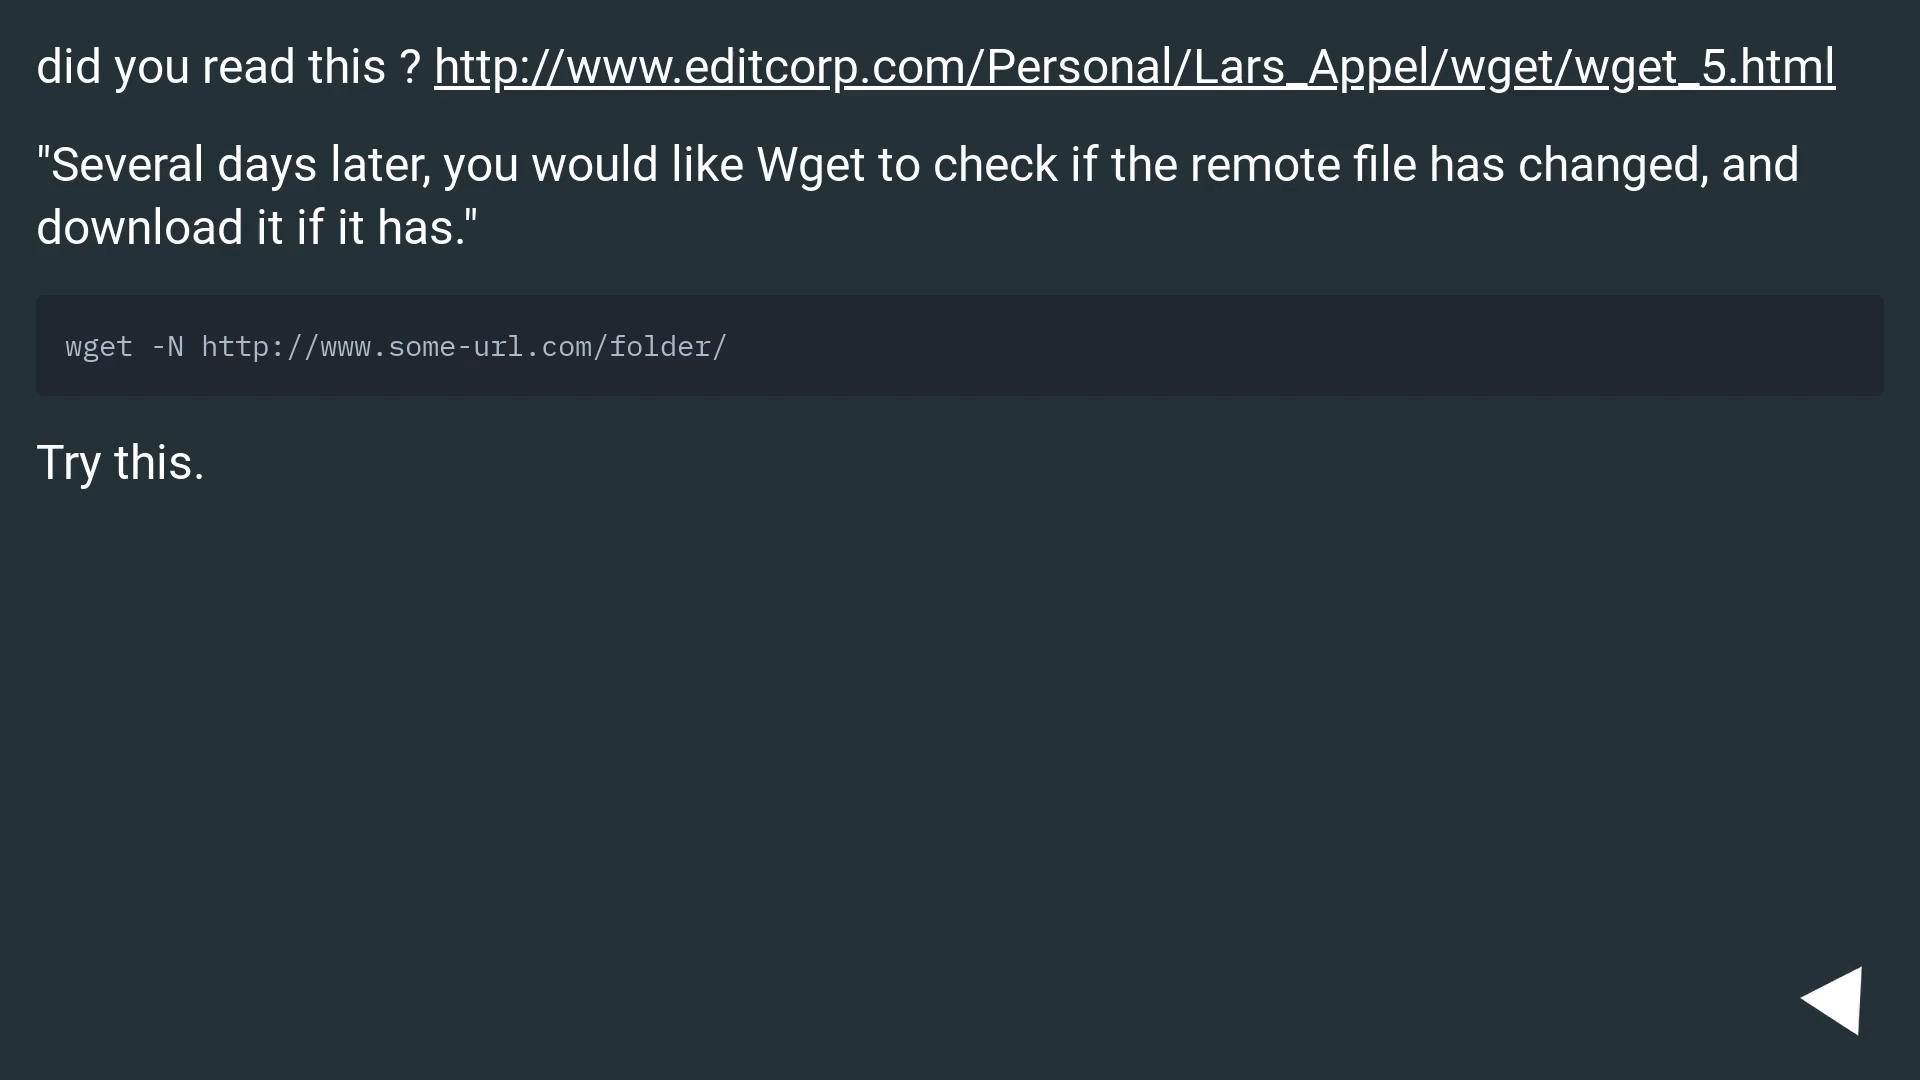 did you read this ? http://www.editcorp.com/Personal/Lars_Appel/wget/wget_5.html
"Several days later, you would like Wget to check if the remote file has changed, and
download it if it has."
wget -N http://www.some-url.com/folder/
Try this.